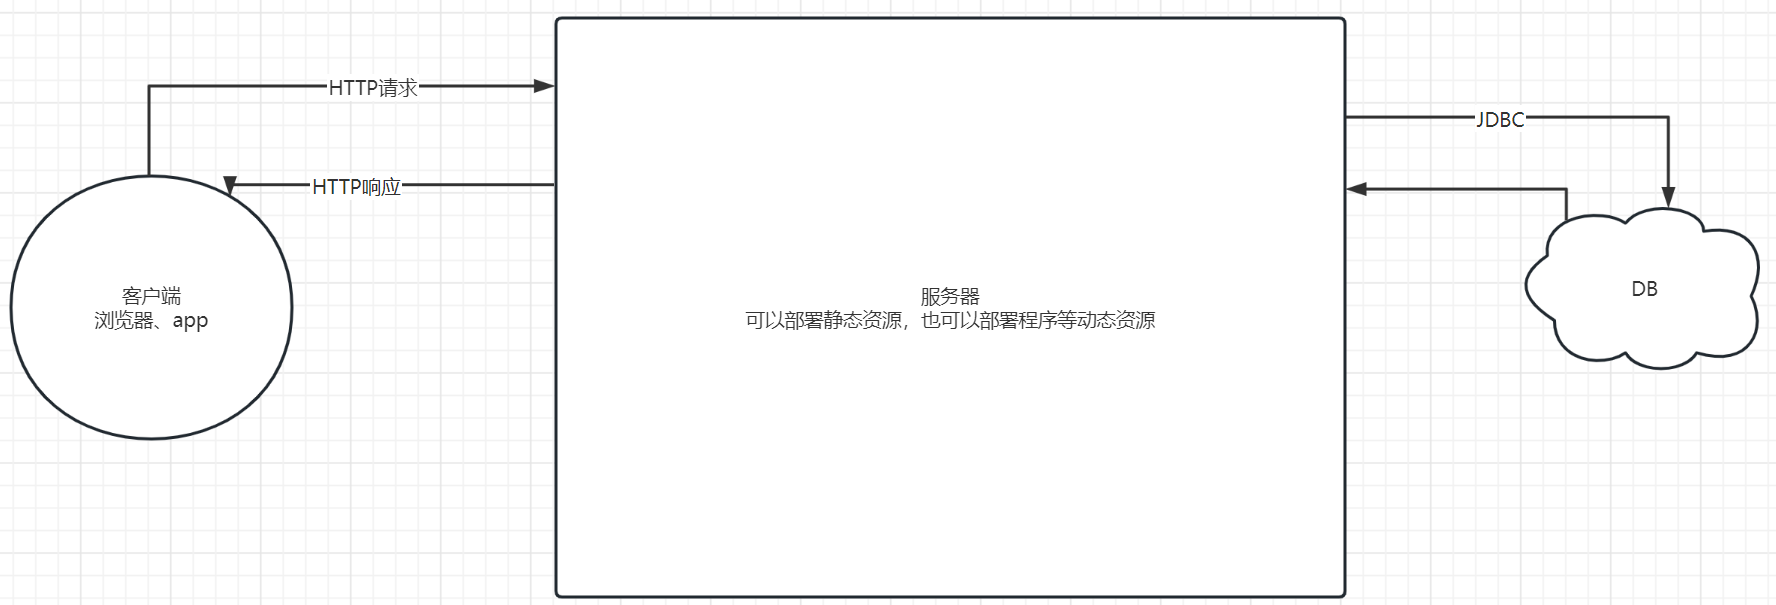 HTTP请求
HTTP响应
客户端
浏览器、app
服务器
可以部署静态资源，也可以部署程序等动态资源
JDBC
DB